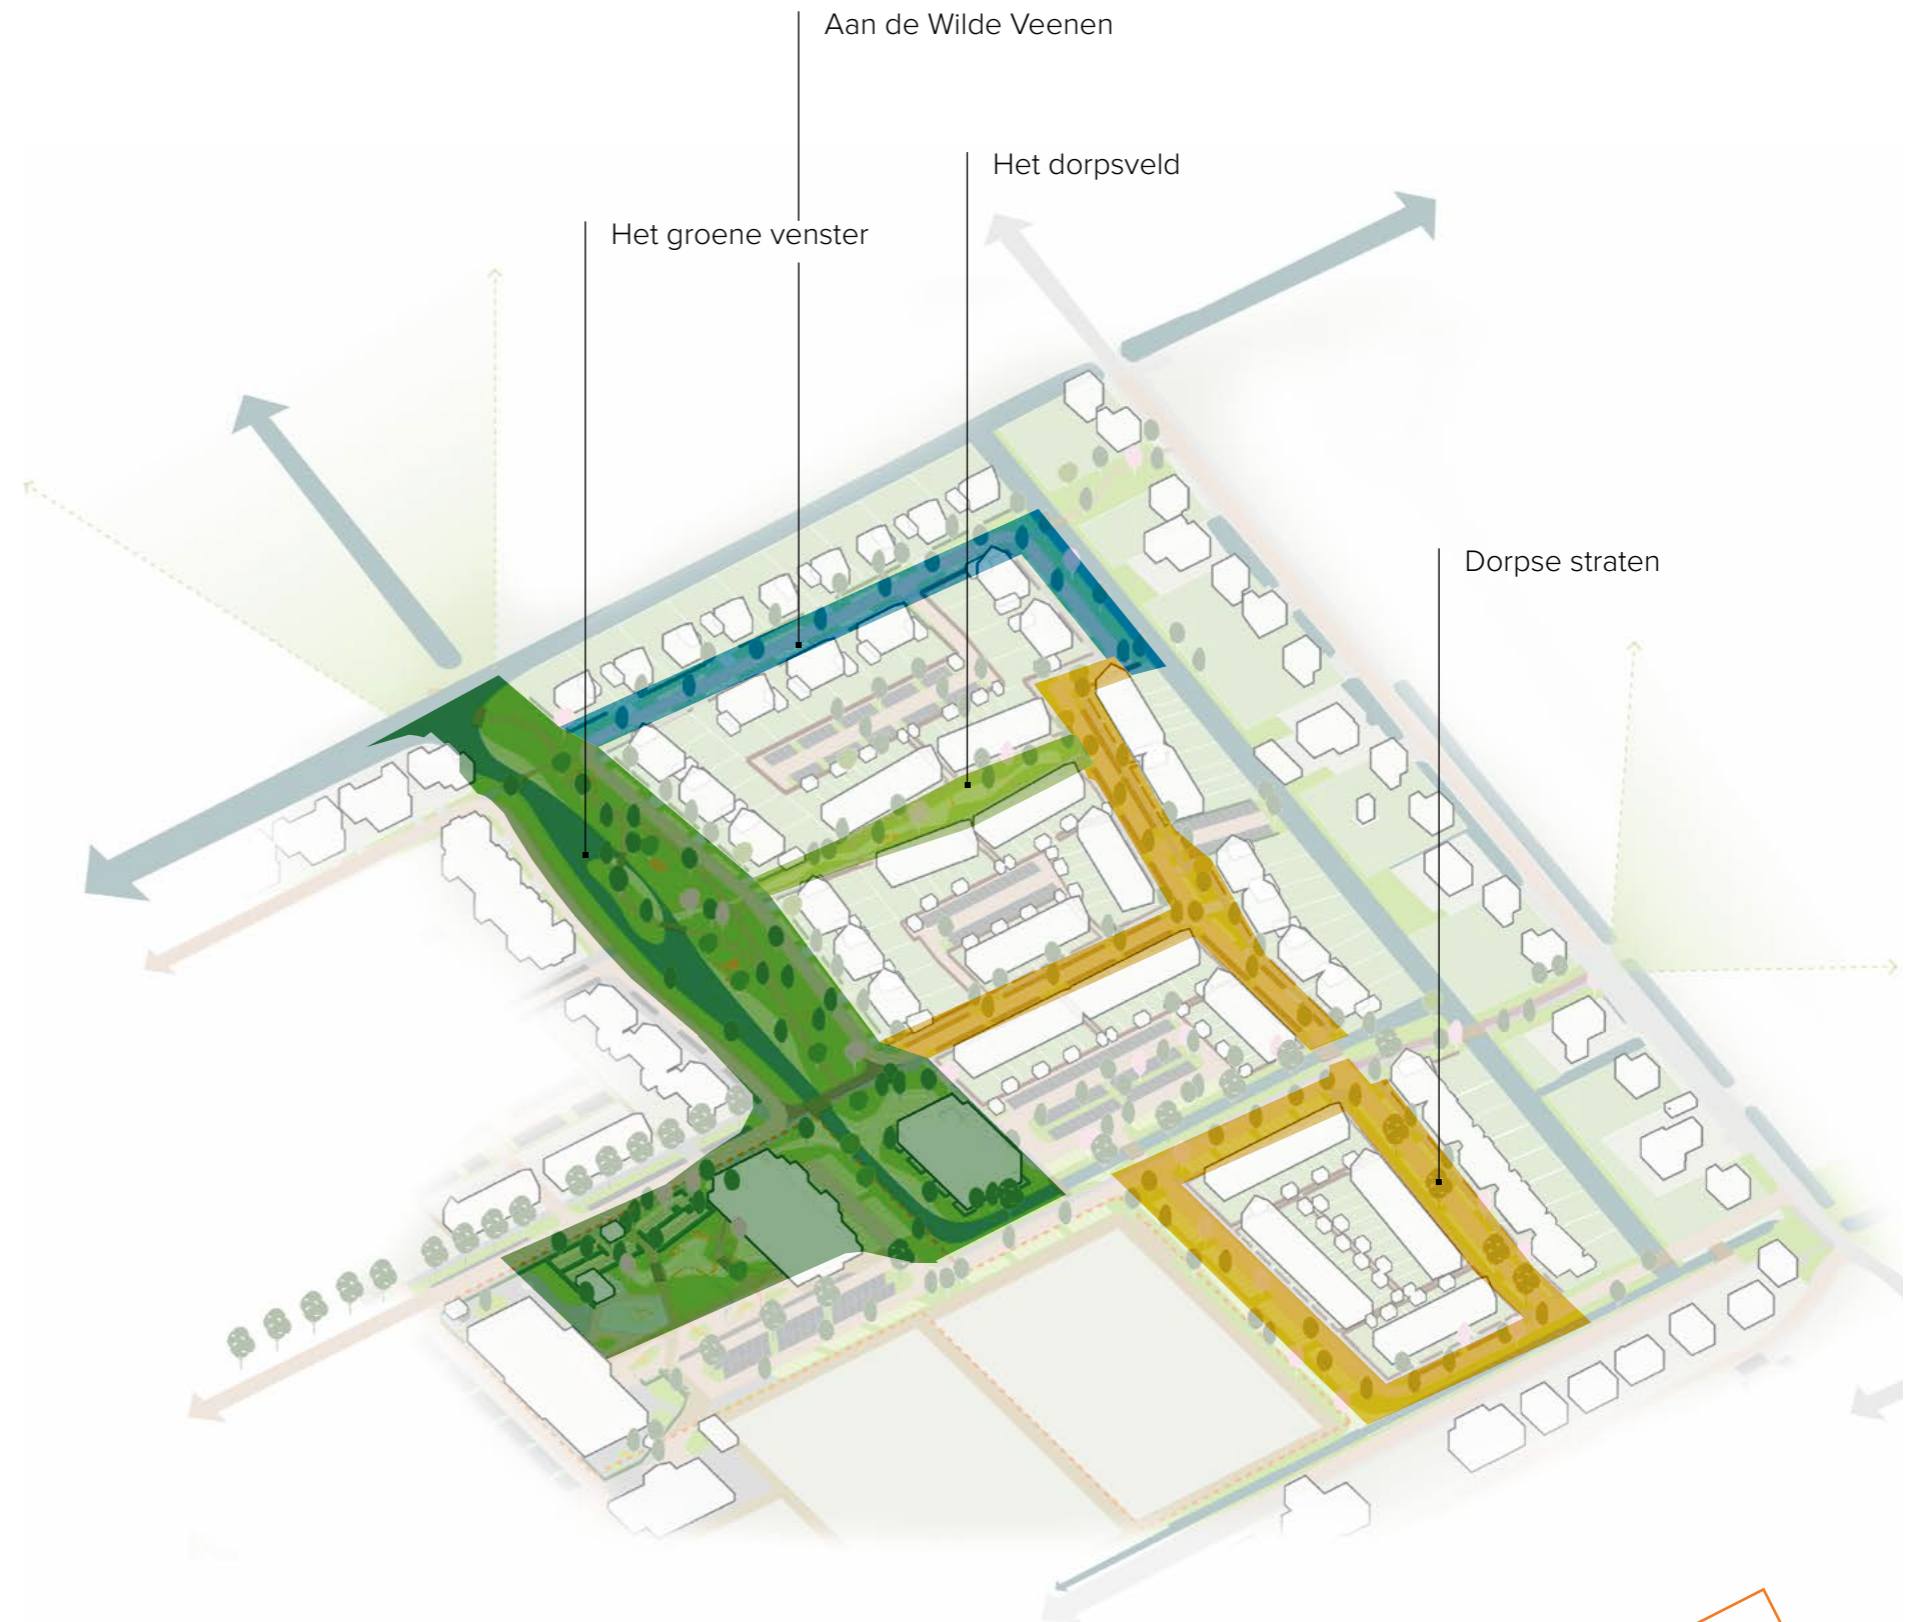 Aan de Wilde Veenen
Het dorpsveld
Het groene venster
Dorpse straten